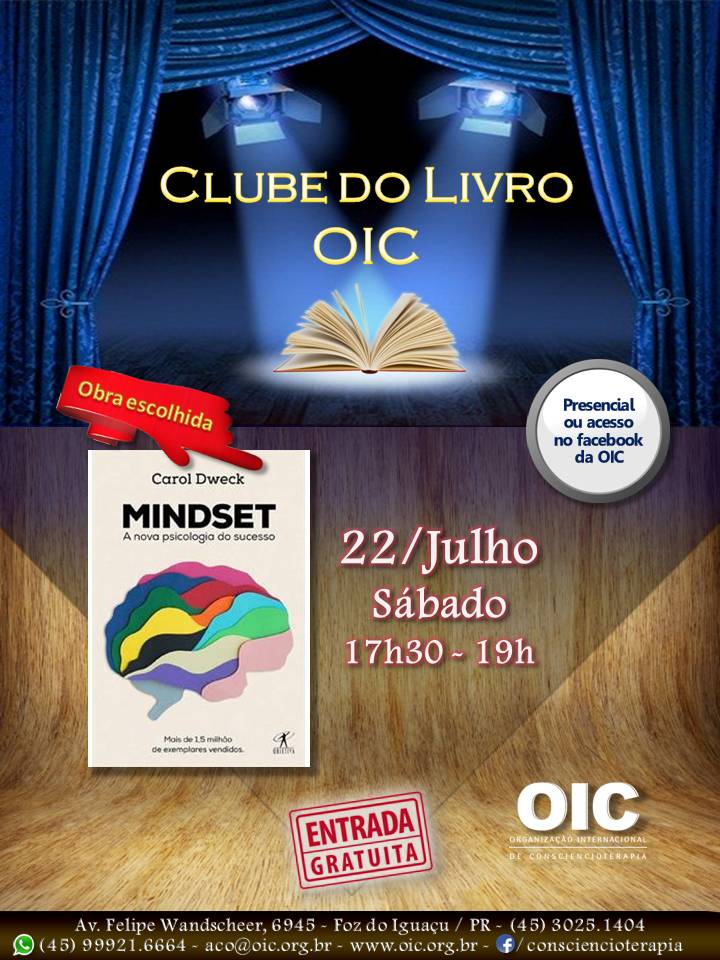 Clube do Livro
OIC
Obra escolhida
Presencial
ou acesso
no facebook
da OIC
Carol Dweck
MINDSET
A nova psicologia do sucesso
Mais de 1,5 milhão
de exemplares vendidos.
OBJETIVA
22/Julho
Sábado
17h30 - 19h
ENTRADA
GRATUITA
OIC
ORGANIZAÇÃO INTERNACIONAL
DE CONSCIENCIOTERAPIA
Av. Felipe Wandscheer, 6945 - Foz do Iguaçu / PR - (45) 3025.1404
(45) 99921.6664 - aco@oic.org.br - www.oic.org.br - f/consciencioterapia